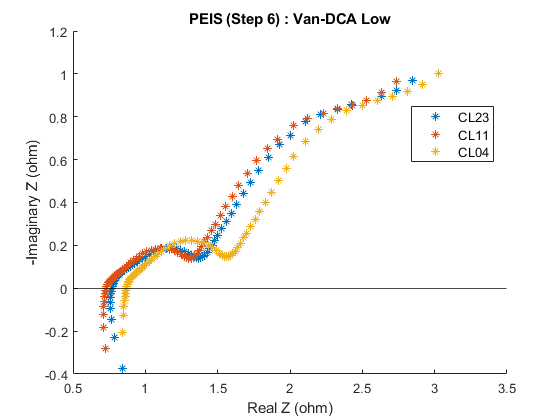 PEIS (Step 6) : Van-DCA Low
1.2
1
0.8
0.6
0.4
0.2
0
-0.2
-0.4
-Imaginary Z (ohm)
CL23
CL11
CL04
0.5
1
1.5
2
2.5
3
3.5
Real Z (ohm)